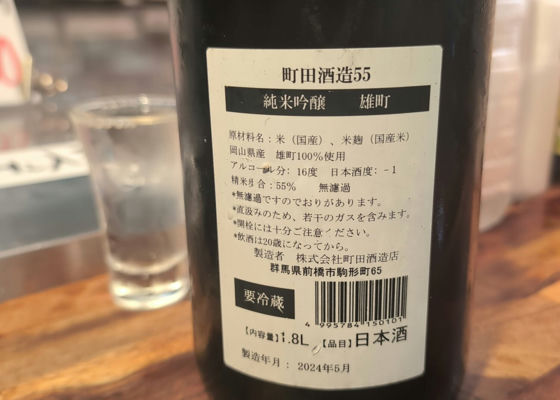 町田酒造55
純米吟醸 雄町
原材料名：米（国産）、米麹（国産米）
岡山県産 雄町100%使用
アルコール分：16度 日本酒度：-1
精米歩合：55% 無濾過
*無濾過ですのでおりがあります。
*直汲みのため、若干のガスを含みます。
*開栓には十分ご注意ください。
*飲酒は20歳になってから。
製造者 株式会社町田酒造店
群馬県前橋市駒形町65
要冷蔵
4 995784 150101
【内容量】1.8L 【品目】日本酒
製造年月：2024年5月